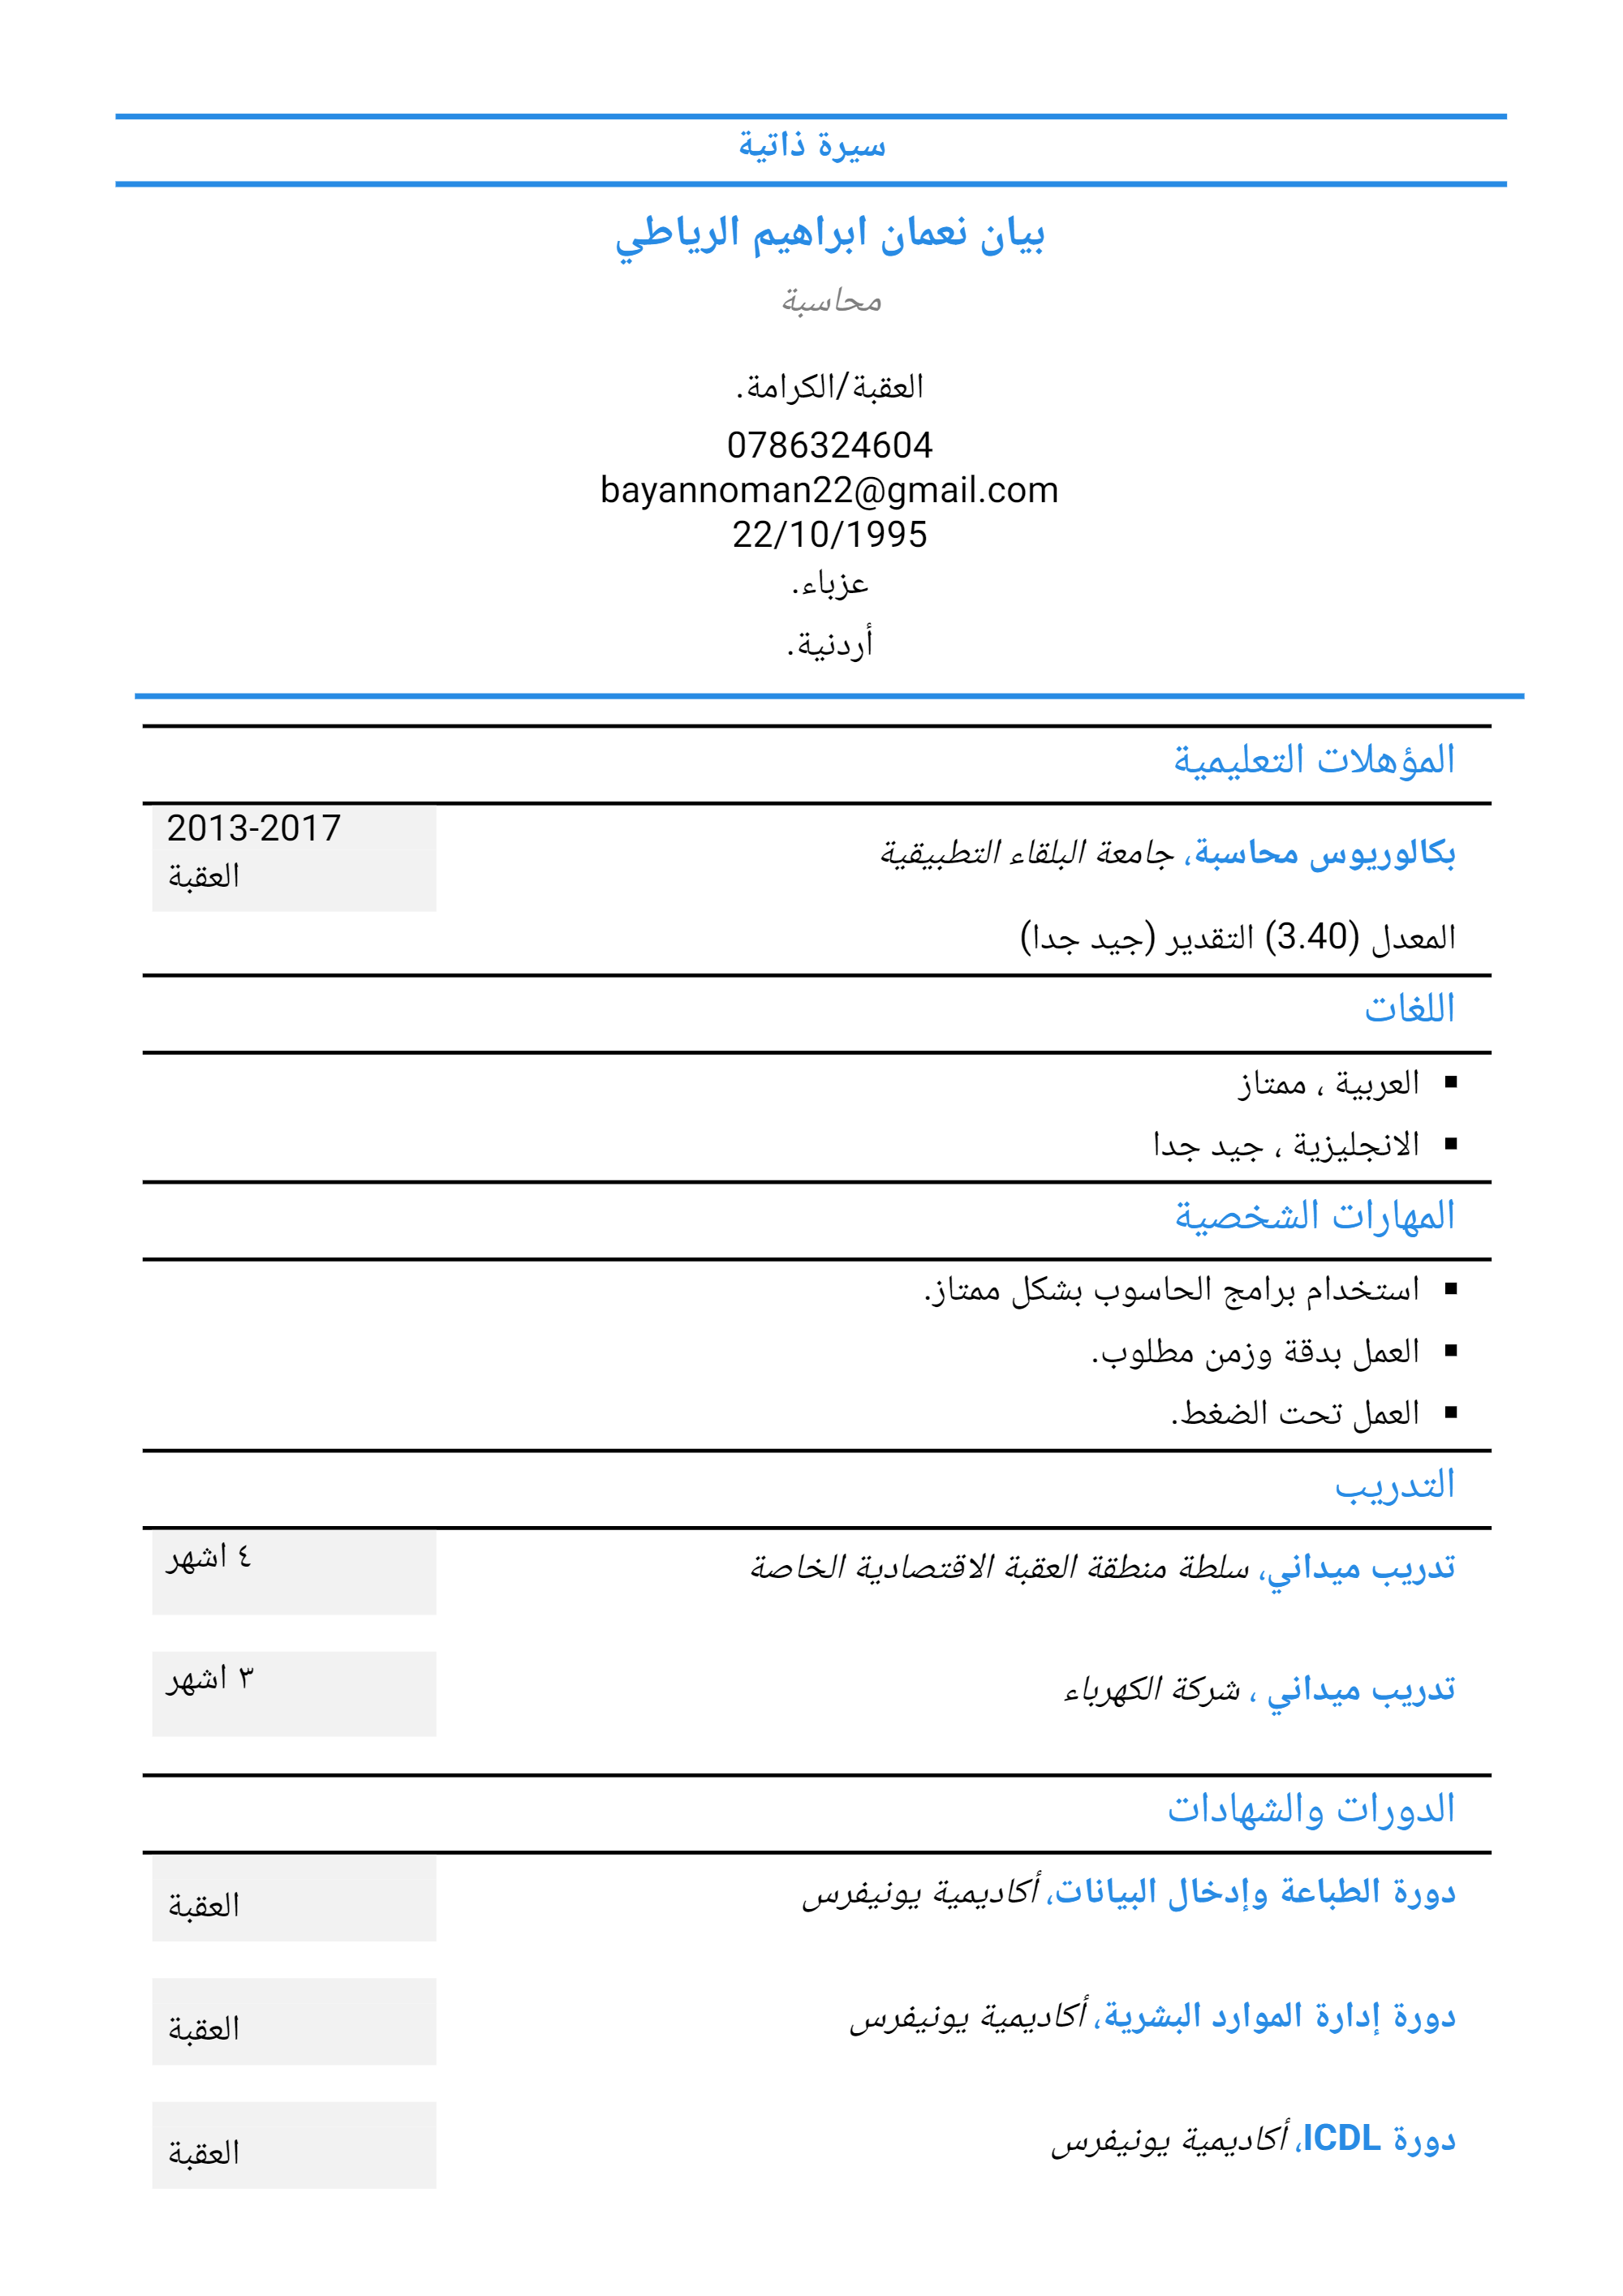 سيرة ذاتية
بيان نعمان ابراهيم الرياطي
محاسبة
العقبة/الكرامة.
0786324604
bayannoman22@gmail.com
22/10/1995
عزباء.
أردنية.
المؤهلات التعليمية
بكالوريوس محاسبة، جامعة البلقاء التطبيقية
2013-2017
العقبة
المعدل (3.40) التقدير (جيد جدا)
اللغات
▪ العربية ، ممتاز
▪ الانجليزية ، جيد جدا
المهارات الشخصية
▪ استخدام برامج الحاسوب بشكل ممتاز.
▪ العمل بدقة وزمن مطلوب.
▪ العمل تحت الضغط.
التدريب
تدريب ميداني، سلطة منطقة العقبة الاقتصادية الخاصة
٤ اشهر
تدريب ميداني ، شركة الكهرباء
٣ اشهر
الدورات والشهادات
دورة الطباعة وإدخال البيانات، أكاديمية يونيفرس
العقبة
دورة إدارة الموارد البشرية، أكاديمية يونيفرس
العقبة
دورة ICDL، أكاديمية يونيفرس
العقبة